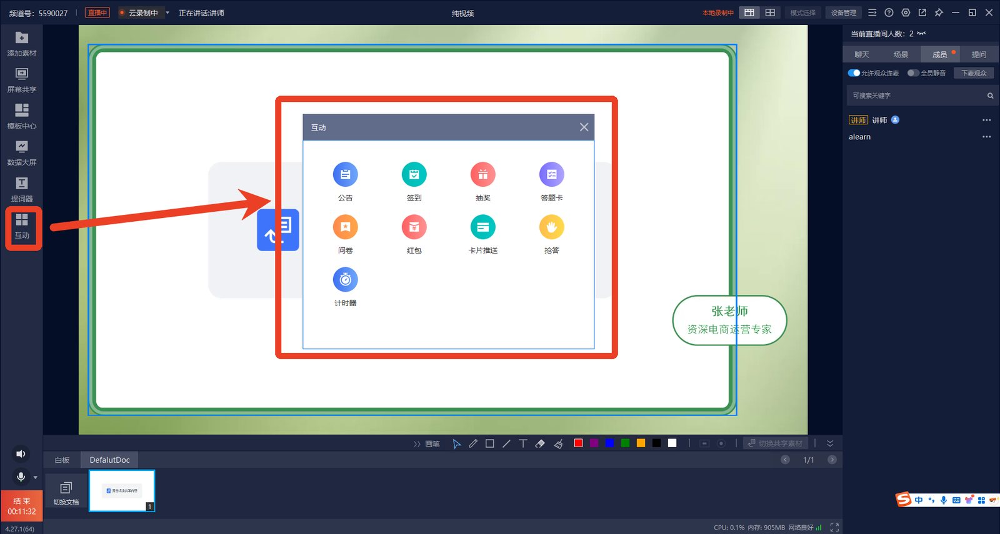 频道号：5590027
直播中
云录制中
正在讲话:讲师
纯视频
本地录制中
模式选择
设备管理
添加素材
屏幕共享
模板中心
数据大屏
提词器
互动
当前直播间人数：2
聊天
场景
成员
提问
允许观众连麦
全员静音
下麦观众
可搜索关键字
讲师 讲师
alearn
互动
公告
签到
抽奖
答题卡
问卷
红包
卡片推送
抢答
计时器
张老师
资深电商运营专家
画笔
切换共享素材
白板
DefalutDoc
1/1
切换文档
1
结 束
00:11:32
4.27.1(64)
CPU: 0.1% 内存: 905MB 网络良好
中